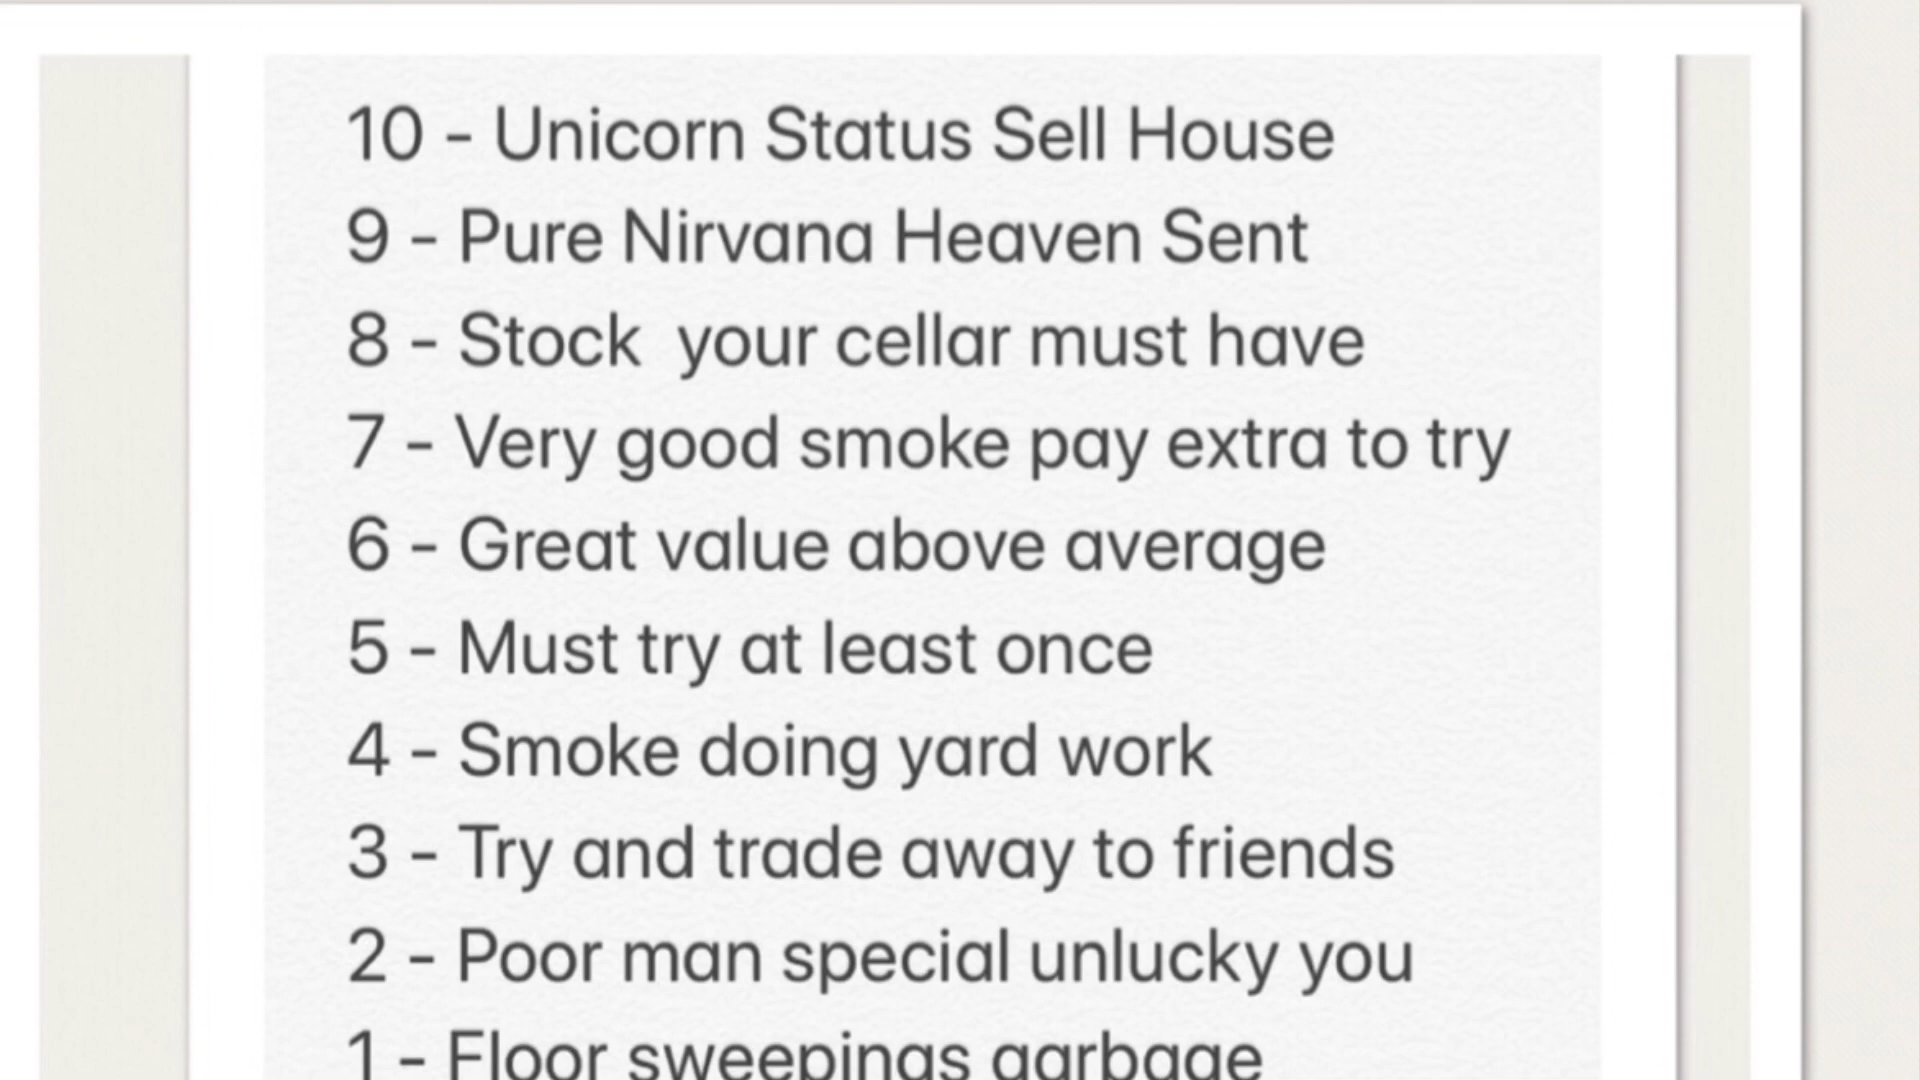 10 - Unicorn Status Sell House
9 - Pure Nirvana Heaven Sent
8 - Stock  your cellar must have
7 - Very good smoke pay extra to try
6 - Great value above average
5 - Must try at least once
4 - Smoke doing yard work
3 - Try and trade away to friends
2 - Poor man special unlucky you
1 - Floor sweepings garbage